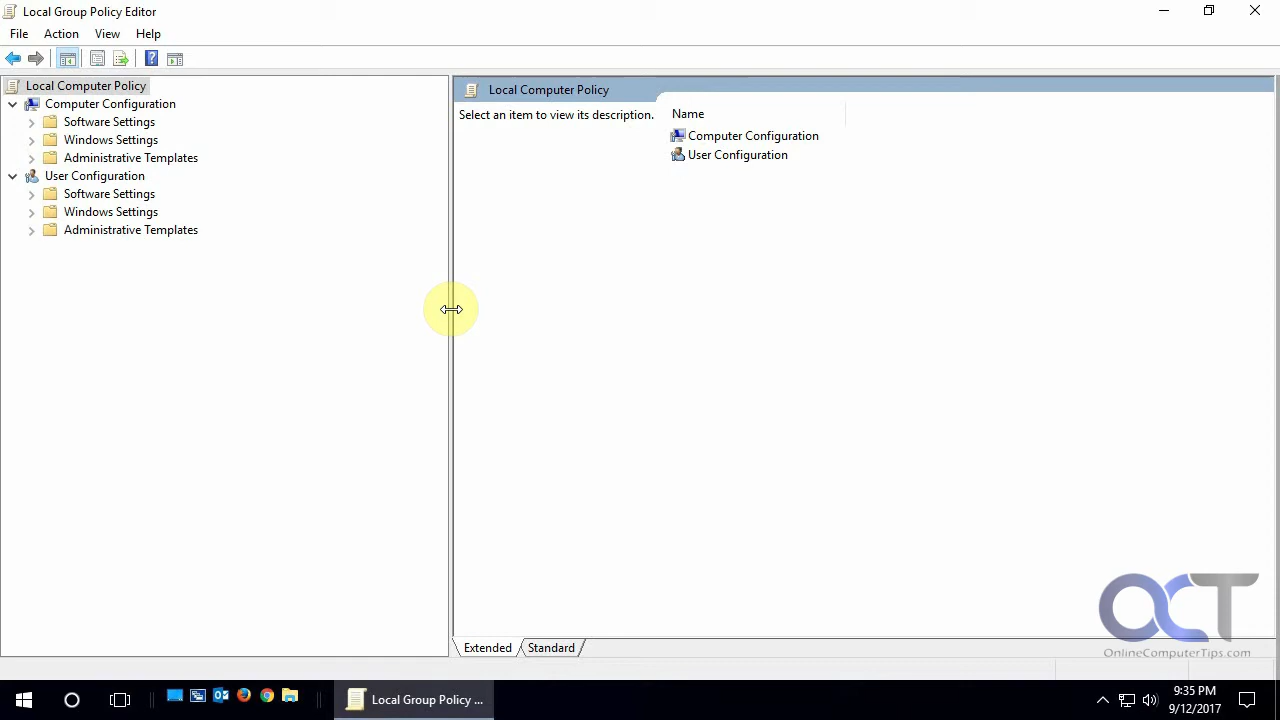 Local Group Policy Editor
File Action View Help
Local Computer Policy
Computer Configuration
Software Settings
Windows Settings
Administrative Templates
User Configuration
Software Settings
Windows Settings
Administrative Templates
Local Computer Policy
Select an item to view its description.
Name
Computer Configuration
User Configuration
Extended
Standard
OCT
OnlineComputerTips.com
Local Group Policy ...
9:35 PM
9/12/2017